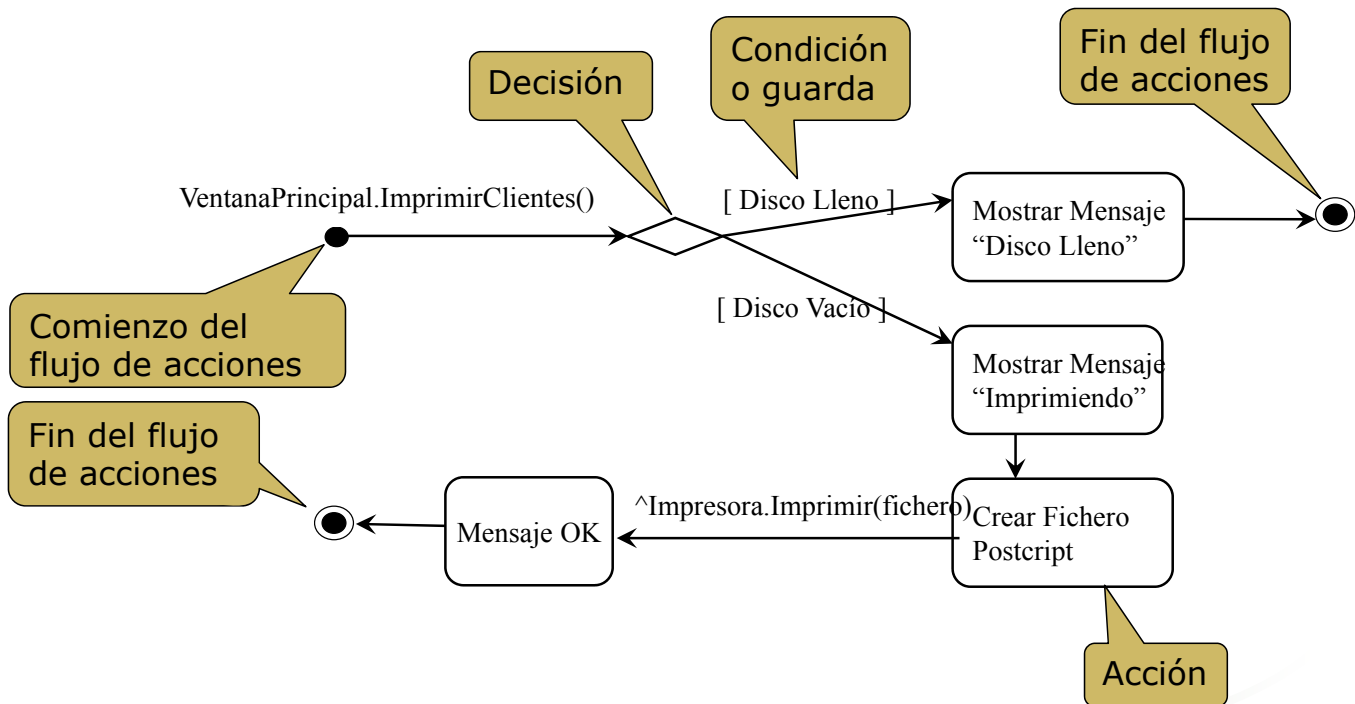 Decisión
Condición
o guarda
Fin del flujo
de acciones
VentanaPrincipal.ImprimirClientes()
[ Disco Lleno ]
Mostrar Mensaje
“Disco Lleno”
Comienzo del
flujo de acciones
[ Disco Vacío ]
Mostrar Mensaje
“Imprimiendo”
Fin del flujo
de acciones
Mensaje OK
^Impresora.Imprimir(fichero)
Crear Fichero
Postcript
Acción